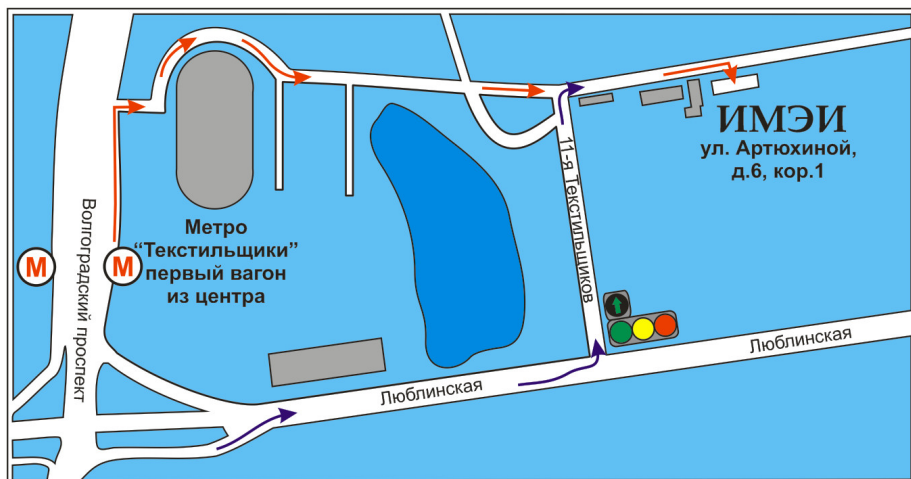 ИМЭИ
ул. Артюхиной,
д.6, кор.1
11-я Текстильщиков
Волгоградский проспект
Метро
“Текстильщики”
первый вагон
из центра
М
М
Люблинская
Люблинская